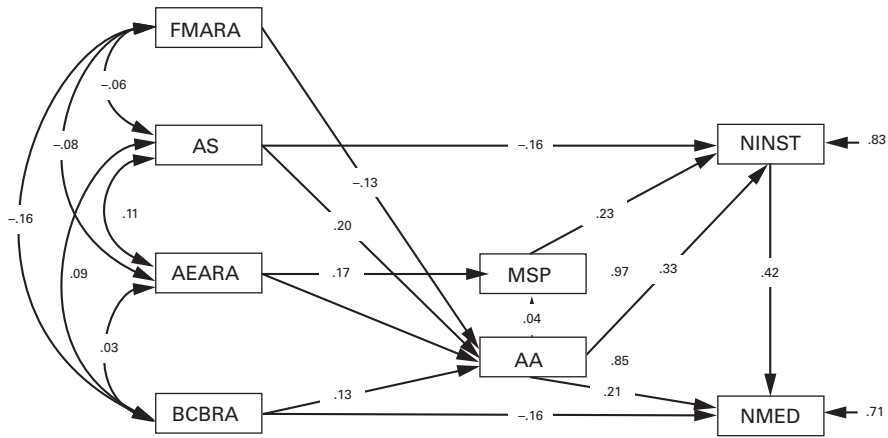 FMARA
–.06
AS
–.16
NINST
.83
–.08
–.13
–.16
.11
.20
.23
AEARA
.17
MSP
.97
.33
.42
.09
.04
.03
AA
.85
.21
.13
BCBRA
–.16
NMED
.71